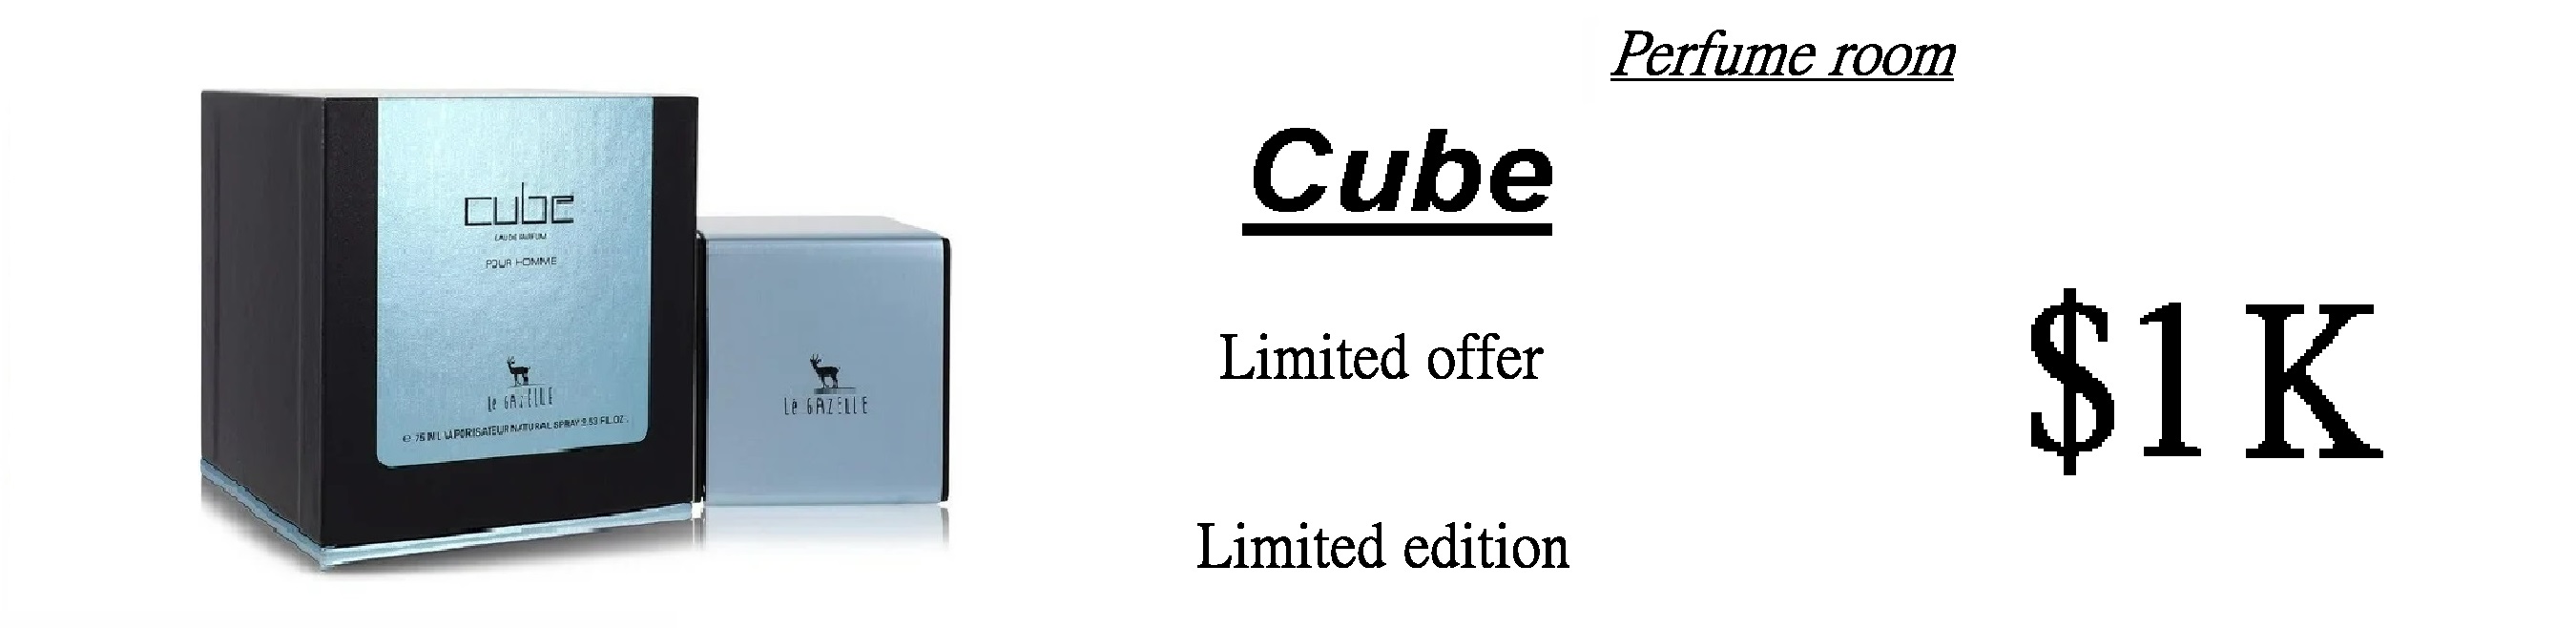 Perfume room
Cube
Limited offer
Limited edition
$1K
cube
EAU DE PARFUM
POUR HOMME
Le GAZELLE
e 75 ML VAPORISATEUR NATURAL SPRAY 2.53 FL.OZ.
Le GAZELLE